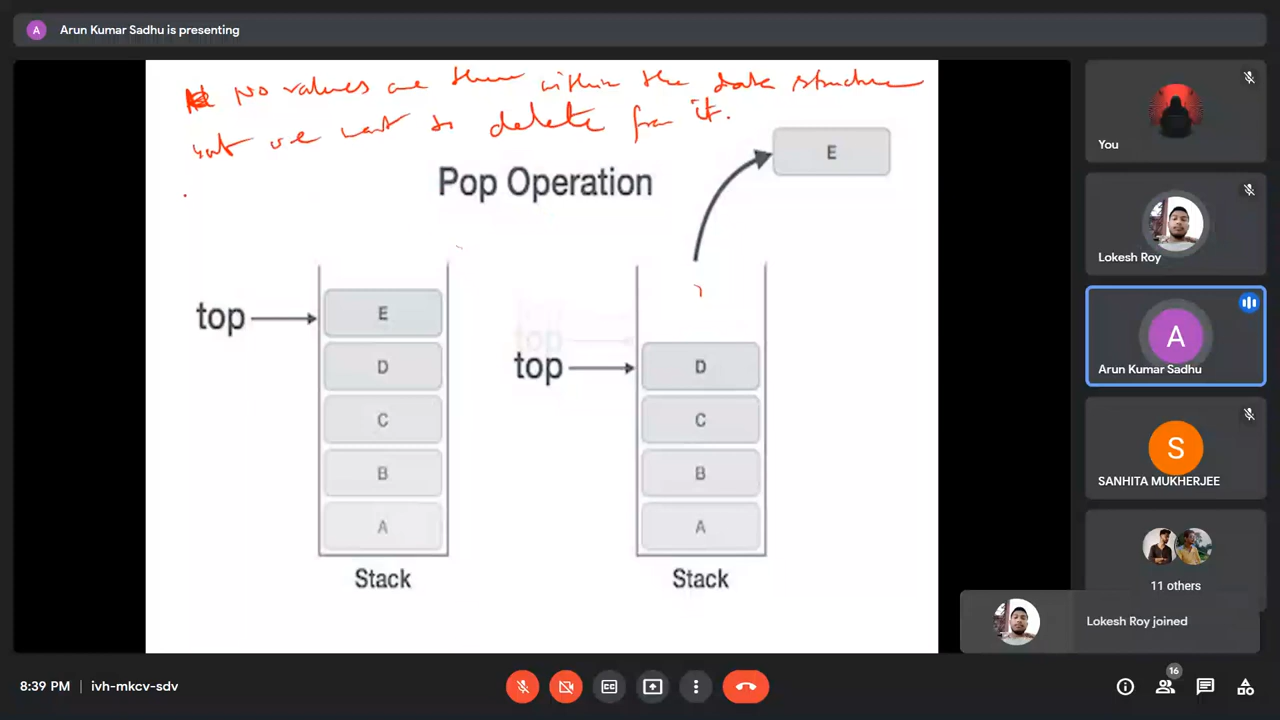 A
Arun Kumar Sadhu is presenting
No values are there within the data structure
but we want to delete from it.
E
Pop Operation
top
E
D
C
B
A
Stack
top
D
C
B
A
Stack
You
Lokesh Roy
A
Arun Kumar Sadhu
S
SANHITA MUKHERJEE
11 others
Lokesh Roy joined
8:39 PM | ivh-mkcv-sdv
CC
16